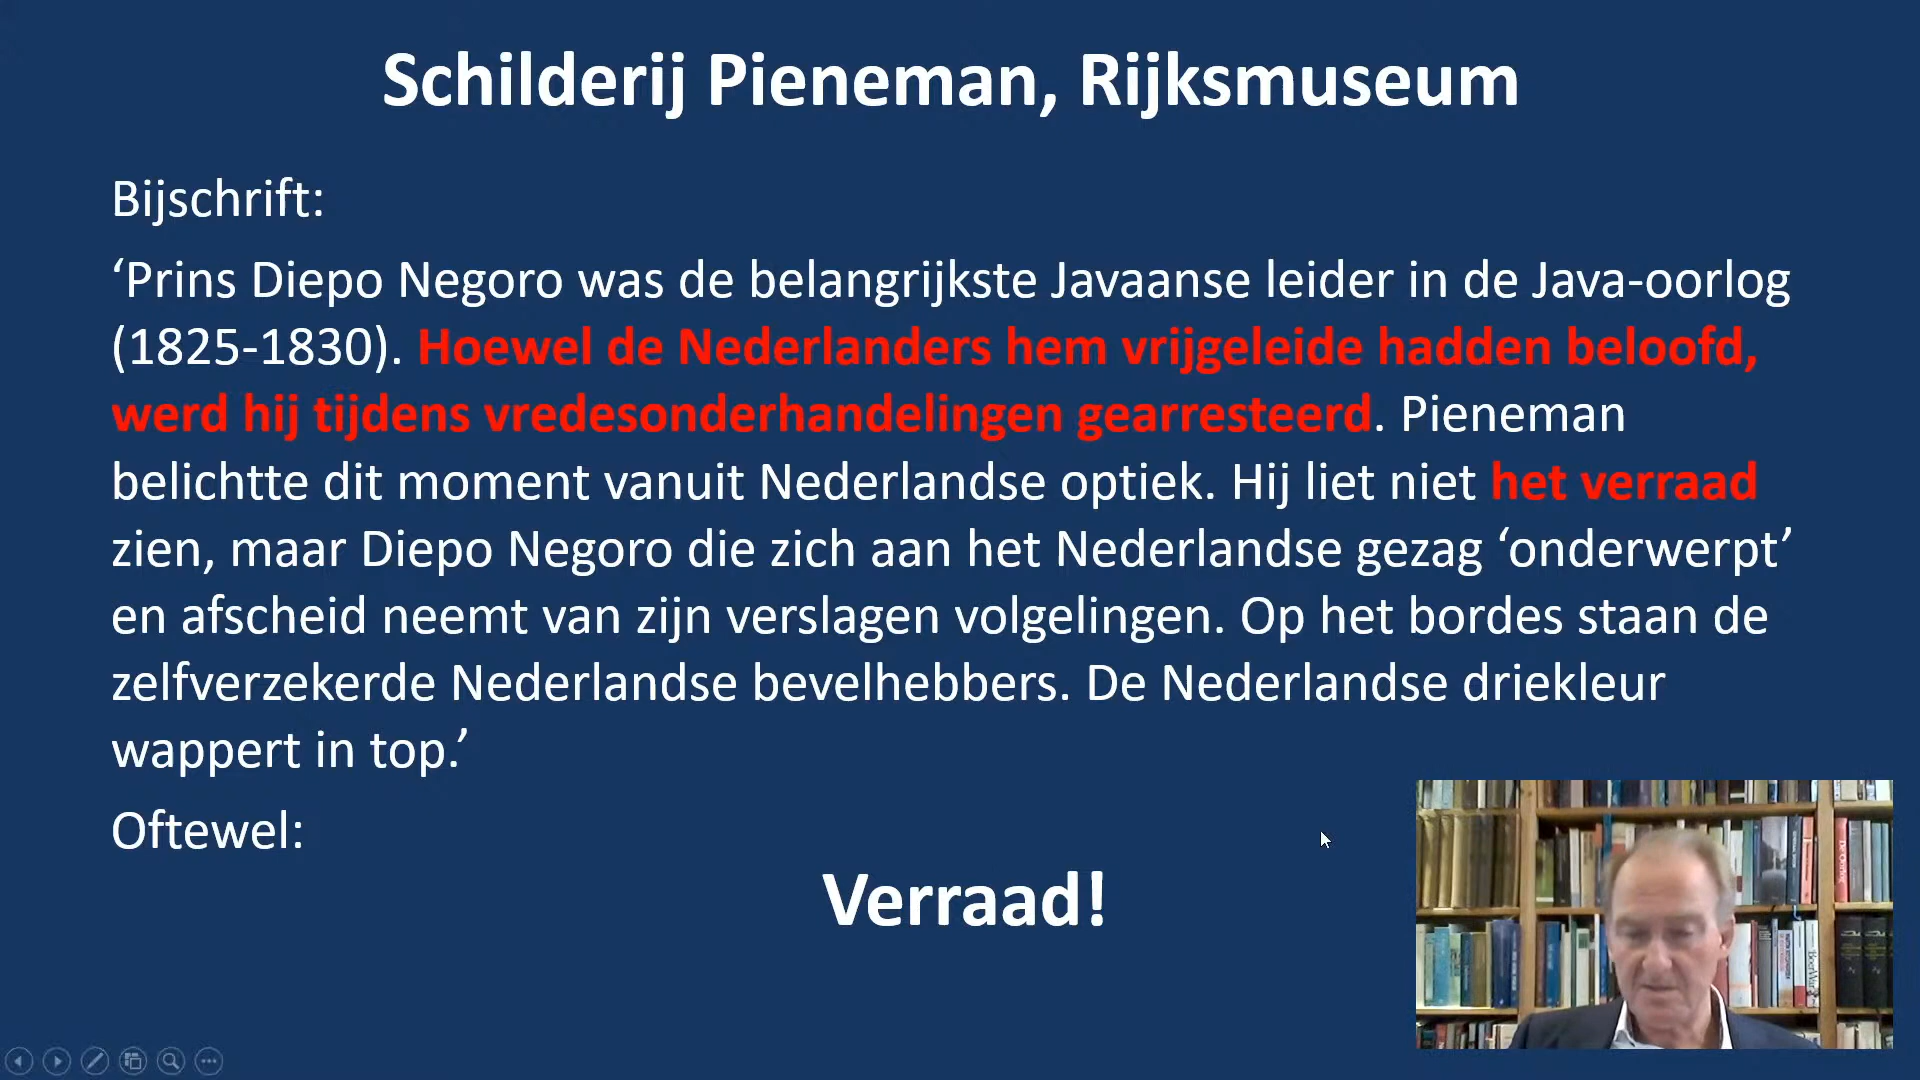 Schilderij Pieneman, Rijksmuseum
Bijschrift:
‘Prins Diepo Negoro was de belangrijkste Javaanse leider in de Java-oorlog
(1825-1830). Hoewel de Nederlanders hem vrijgeleide hadden beloofd,
werd hij tijdens vredesonderhandelingen gearresteerd. Pieneman
belichtte dit moment vanuit Nederlandse optiek. Hij liet niet het verraad
zien, maar Diepo Negoro die zich aan het Nederlandse gezag ‘onderwerpt’
en afscheid neemt van zijn verslagen volgelingen. Op het bordes staan de
zelfverzekerde Nederlandse bevelhebbers. De Nederlandse driekleur
wappert in top.’
Oftewel:
Verraad!